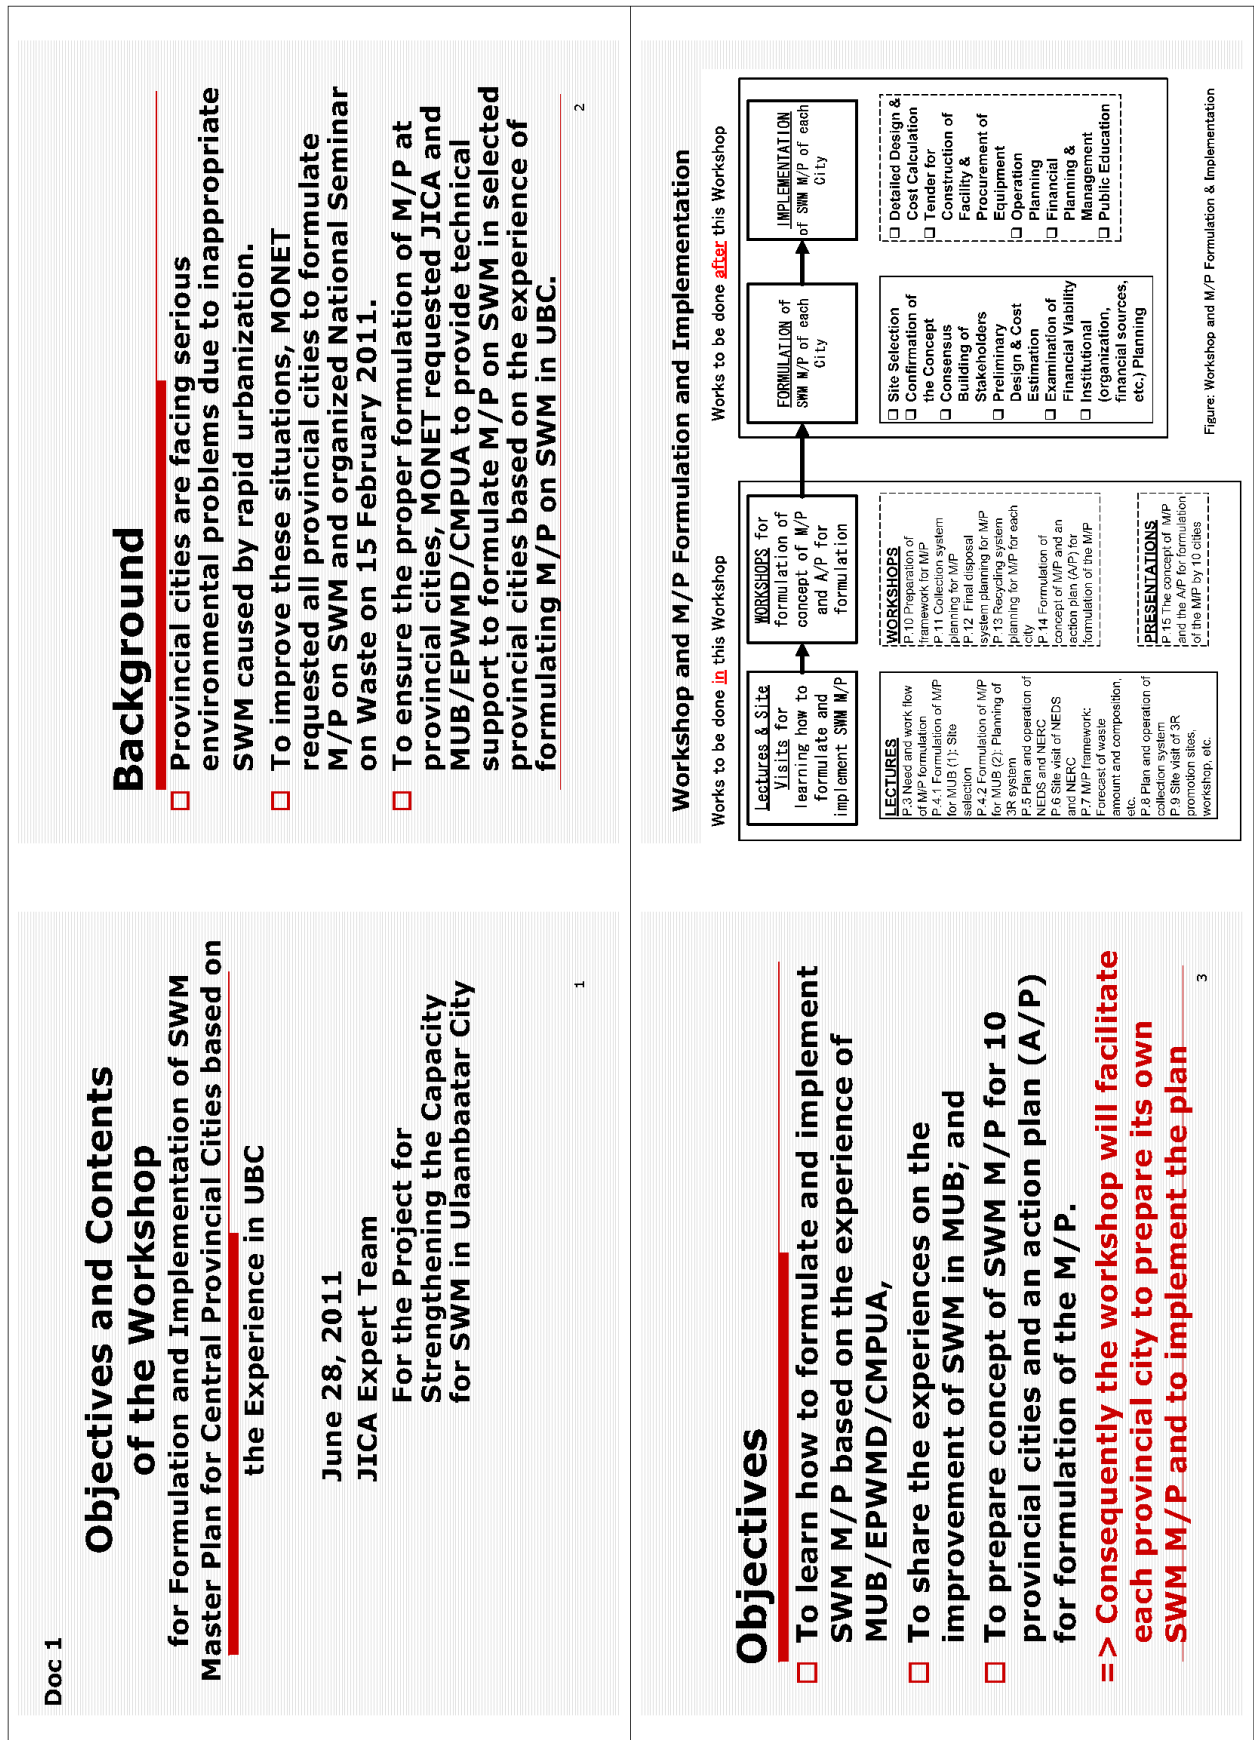 Doc 1
Objectives and Contents
of the Workshop
for Formulation and Implementation of SWM
Master Plan for Central Provincial Cities based on
the Experience in UBC
June 28, 2011
JICA Expert Team
For the Project for
Strengthening the Capacity
for SWM in Ulaanbaatar City
1
Background
□ Provincial cities are facing serious
environmental problems due to inappropriate
SWM caused by rapid urbanization.
□ To improve these situations, MONET
requested all provincial cities to formulate
M/P on SWM and organized National Seminar
on Waste on 15 February 2011.
□ To ensure the proper formulation of M/P at
provincial cities, MONET requested JICA and
MUB/EPWMD/CMPUA to provide technical
support to formulate M/P on SWM in selected
provincial cities based on the experience of
formulating M/P on SWM in UBC.
2
Objectives
□ To learn how to formulate and implement
SWM M/P based on the experience of
MUB/EPWMD/CMPUA,
□ To share the experiences on the
improvement of SWM in MUB; and
□ To prepare concept of SWM M/P for 10
provincial cities and an action plan (A/P)
for formulation of the M/P.
=> Consequently the workshop will facilitate
each provincial city to prepare its own
SWM M/P and to implement the plan
3
Workshop and M/P Formulation and Implementation
Works to be done in this Workshop
Works to be done after this Workshop
Lectures & Site
Visits for
learning how to
formulate and
implement SWM M/P
WORKSHOPS for
formulation of
concept of M/P
and A/P for
formulation
FORMULATION of
SWM M/P of each
City
IMPLEMENTATION
of SWM M/P of each
City
LECTURES
P.3 Need and work flow
of M/P formulation
P.4.1 Formulation of M/P
for MUB (1): Site
selection
P.4.2 Formulation of M/P
for MUB (2): Planning of
3R system
P.5 Plan and operation of
NEDS and NERC
P.6 Site visit of NEDS
and NERC
P.7 M/P framework:
Forecast of waste
amount and composition,
etc.
P.8 Plan and operation of
collection system
P.9 Site visit of 3R
promotion sites,
workshop, etc.
WORKSHOPS
P.10 Preparation of
framework for M/P
P.11 Collection system
planning for M/P
P.12 Final disposal
system planning for M/P
P.13 Recycling system
planning for M/P for each
city
P.14 Formulation of
concept of M/P and an
action plan (A/P) for
formulation of the M/P
PRESENTATIONS
P.15 The concept of M/P
and the A/P for formulation
of the M/P by 10 cities
□ Site Selection
□ Confirmation of
the Concept
□ Consensus
Building of
Stakeholders
□ Preliminary
Design & Cost
Estimation
□ Examination of
Financial Viability
□ Institutional
(organization,
financial sources,
etc.) Planning
□ Detailed Design &
Cost Calculation
□ Tender for
Construction of
Facility &
Procurement of
Equipment
□ Operation
Planning
□ Financial
Planning &
Management
□ Public Education
Figure: Workshop and M/P Formulation & Implementation